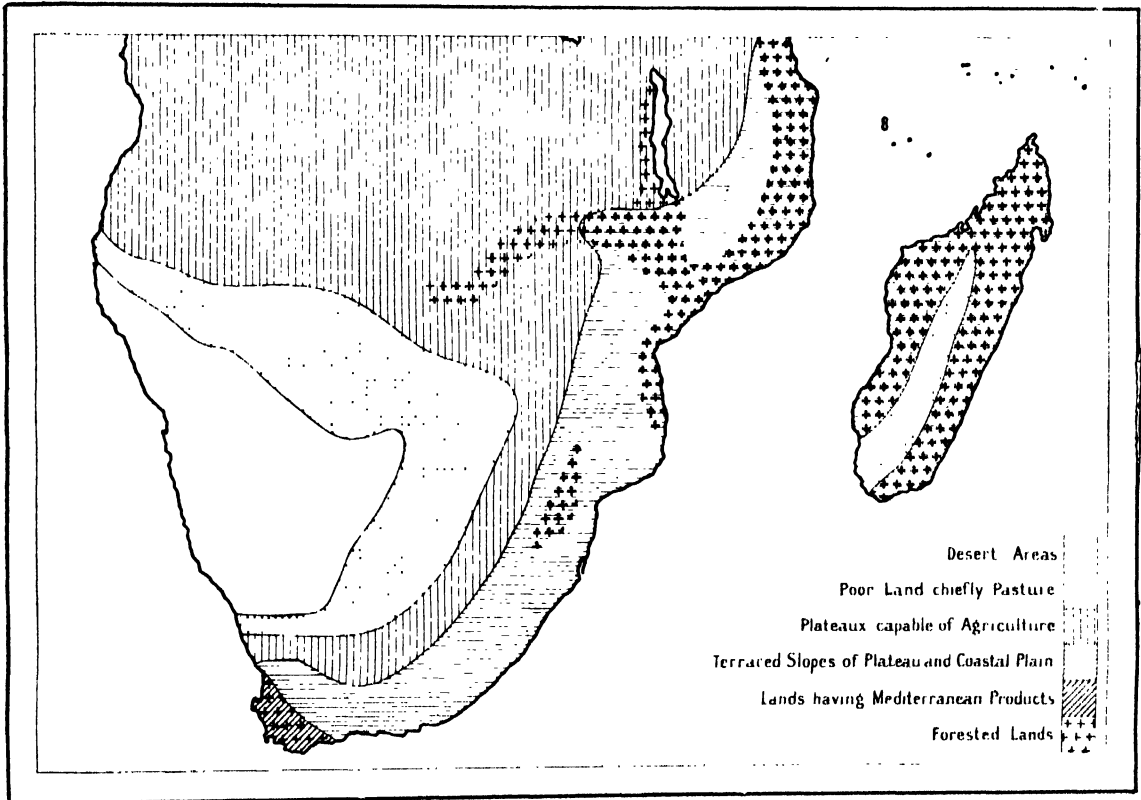 Desert Areas
Poor Land chiefly Pasture
Plateaux capable of Agriculture
Terraced Slopes of Plateau and Coastal Plain
Lands having Mediterranean Products
Forested Lands